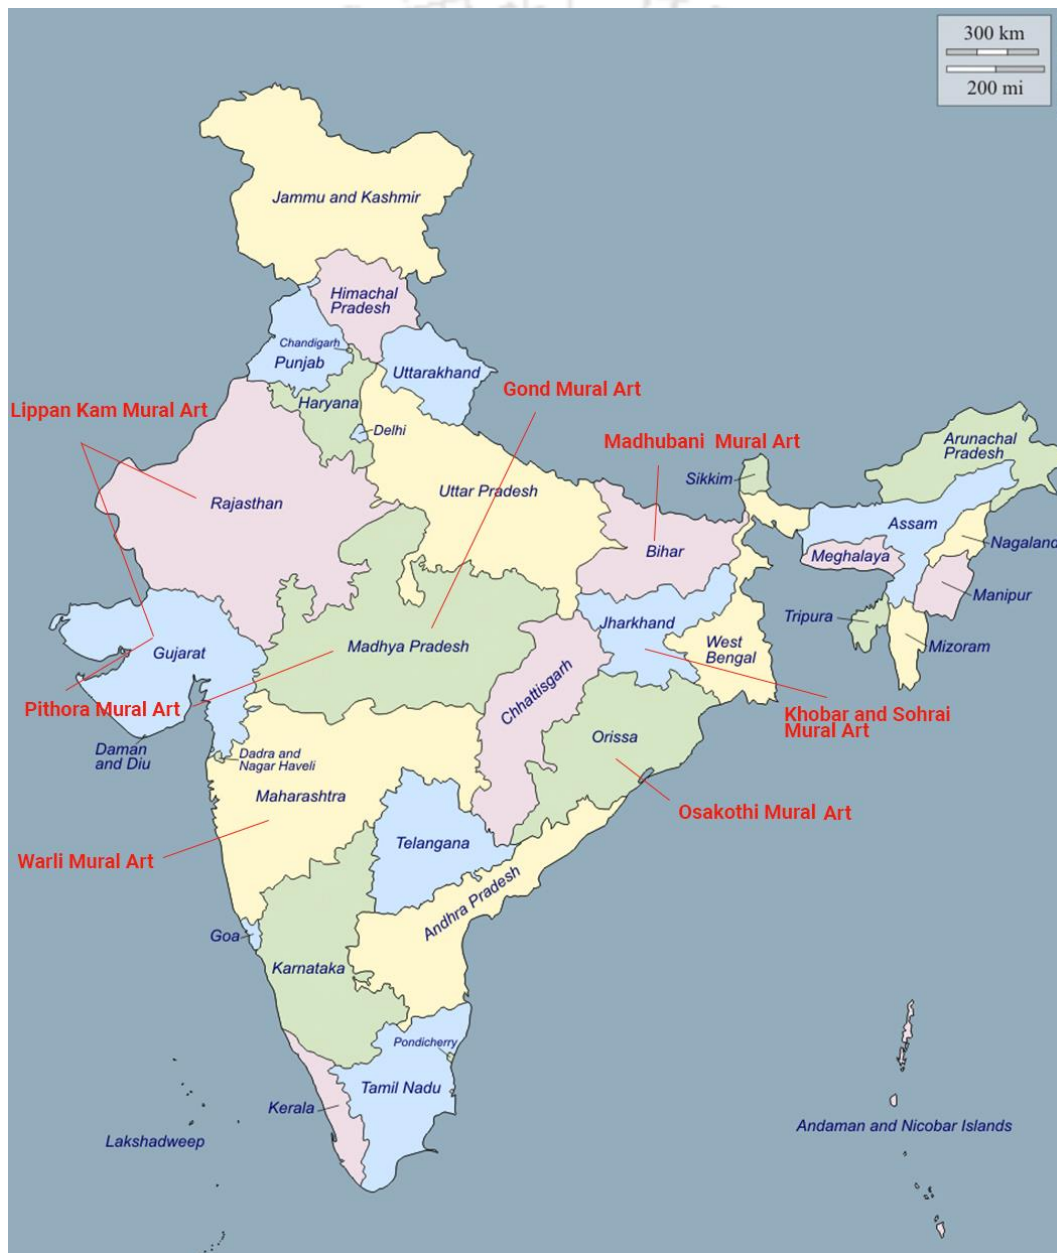 300 km
200 mi
Jammu and Kashmir
Himachal
Pradesh
Chandigarh
Punjab
Uttarakhand
Gond Mural Art
Haryana
Lippan Kam Mural Art
Delhi
Madhubani Mural Art
Arunachal
Pradesh
Sikkim
Uttar Pradesh
Rajasthan
Assam
Nagaland
Bihar
Meghalaya
Manipur
Tripura
Jharkhand
West
Bengal
Mizoram
Madhya Pradesh
Gujarat
Chhattisgarh
Pithora Mural Art
Khobar and Sohrai
Mural Art
Orissa
Daman
and Diu
Dadra and
Nagar Haveli
Maharashtra
Osakothi Mural Art
Telangana
Warli Mural Art
Andhra Pradesh
Goa
Karnataka
Pondicherry
Tamil Nadu
Kerala
Andaman and Nicobar Islands
Lakshadweep